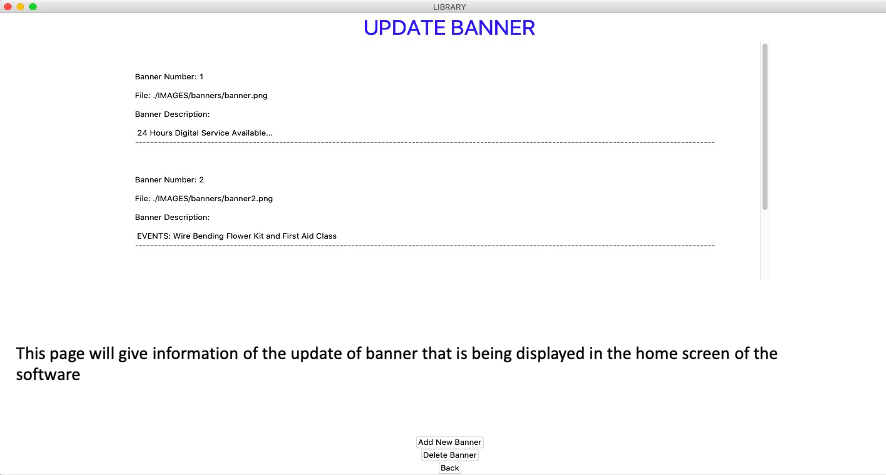 LIBRARY
UPDATE BANNER
Banner Number: 1
File: ./IMAGES/banners/banner.png
Banner Description:
24 Hours Digital Service Available...
Banner Number: 2
File: ./IMAGES/banners/banner2.png
Banner Description:
EVENTS: Wire Bending Flower Kit and First Aid Class
This page will give information of the update of banner that is being displayed in the home screen of the
software
Add New Banner
Delete Banner
Back